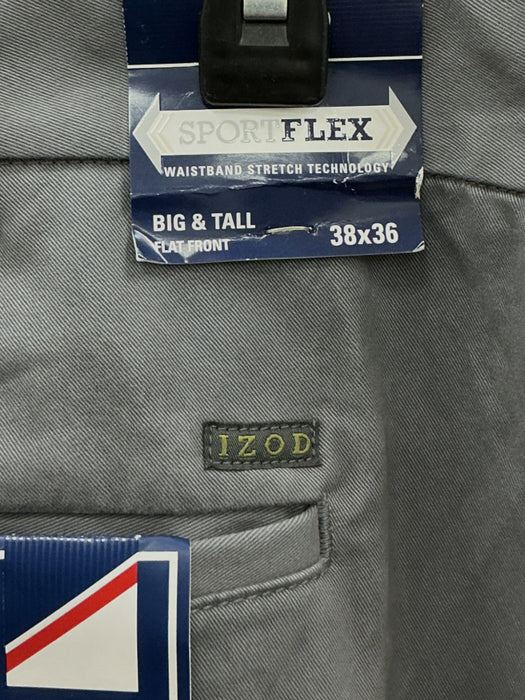 SPORTFLEX
WAISTBAND STRETCH TECHNOLOGY
BIG & TALL
FLAT FRONT
38x36
IZOD